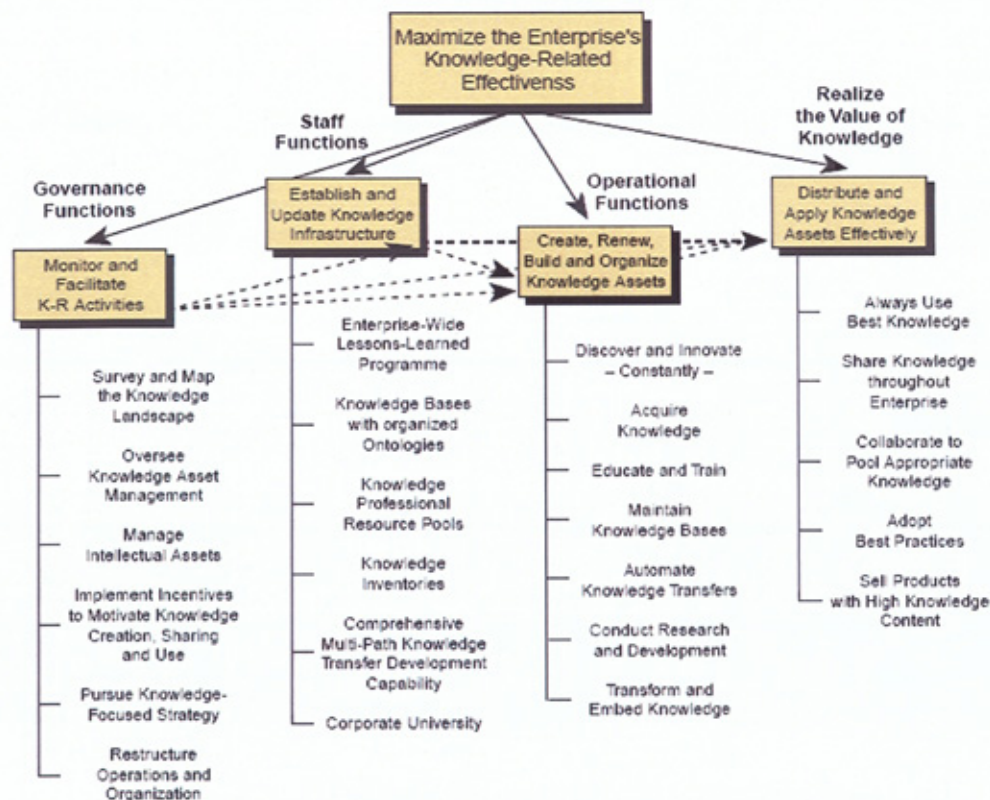 Maximize the Enterprise's
Knowledge-Related
Effectivenss
Governance
Functions
Monitor and
Facilitate
K-R Activities
Survey and Map
the Knowledge
Landscape
Oversee
Knowledge Asset
Management
Manage
Intellectual Assets
Implement Incentives
to Motivate Knowledge
Creation, Sharing
and Use
Pursue Knowledge-
Focused Strategy
Restructure
Operations and
Organization
Staff
Functions
Establish and
Update Knowledge
Infrastructure
Enterprise-Wide
Lessons-Learned
Programme
Knowledge Bases
with organized
Ontologies
Knowledge
Professional
Resource Pools
Knowledge
Inventories
Comprehensive
Multi-Path Knowledge
Transfer Development
Capability
Corporate University
Operational
Functions
Create, Renew,
Build and Organize
Knowledge Assets
Discover and Innovate
– Constantly –
Acquire
Knowledge
Educate and Train
Maintain
Knowledge Bases
Automate
Knowledge Transfers
Conduct Research
and Development
Transform and
Embed Knowledge
Realize
the Value of
Knowledge
Distribute and
Apply Knowledge
Assets Effectively
Always Use
Best Knowledge
Share Knowledge
throughout
Enterprise
Collaborate to
Pool Appropriate
Knowledge
Adopt
Best Practices
Sell Products
with High Knowledge
Content